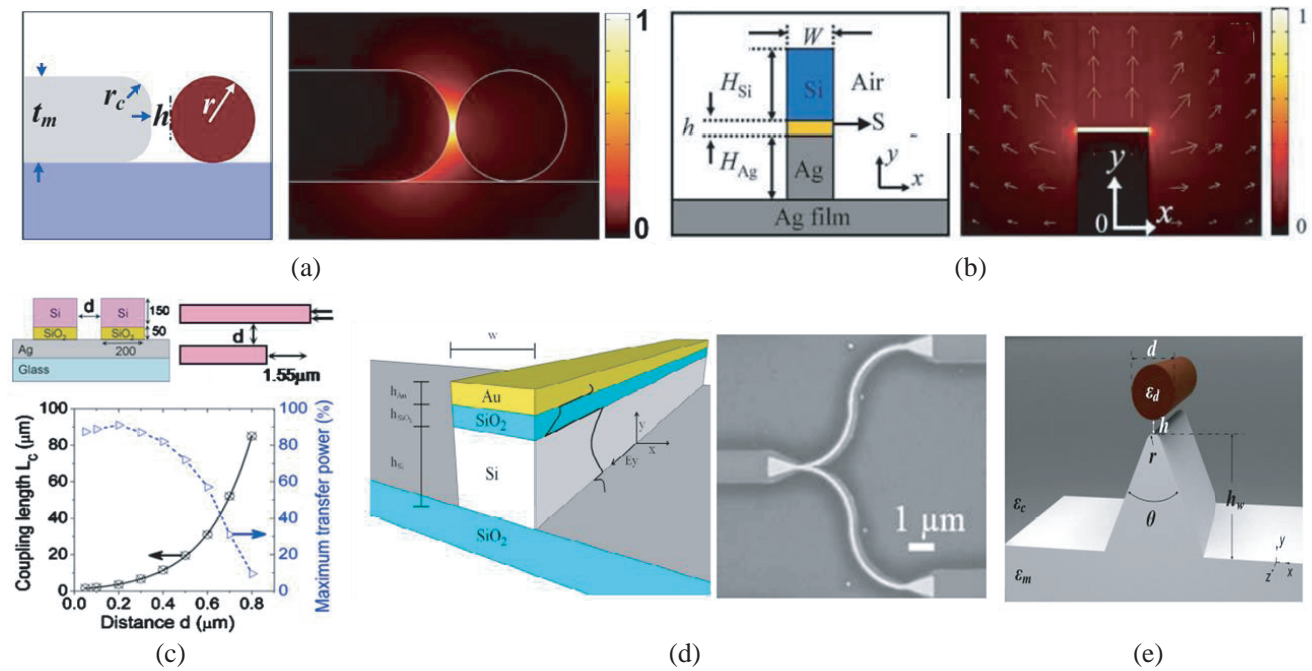 t_m
r_c
h
r
1
0
(a)
W
H_Si
Si
Air
h
S
H_Ag
Ag
y
x
Ag film
1
y
0
x
0
(b)
Si
d
Si
150
SiO₂
SiO₂
50
Ag
200
Glass
d
1.55μm
Coupling length L_C (μm)
100
80
60
40
20
0
0.0 0.2 0.4 0.6 0.8
Distance d (μm)
100
80
60
40
20
0
Maximum transfer power (%)
(c)
w
h_Au
Au
h_SiO₂
SiO₂
Si
y
x
Ey
SiO₂
1 μm
(d)
d
ε_d
h
r
h_w
θ
ε_c
ε_m
y
x
z
(e)